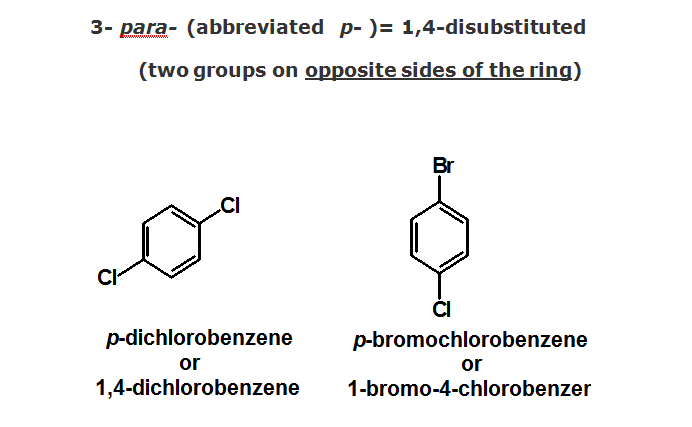 3- para- (abbreviated p- )= 1,4-disubstituted
(two groups on opposite sides of the ring)
Br
Cl
Cl
Cl
p-dichlorobenzene
p-bromochlorobenzene
or
or
1,4-dichlorobenzene
1-bromo-4-chlorobenzer